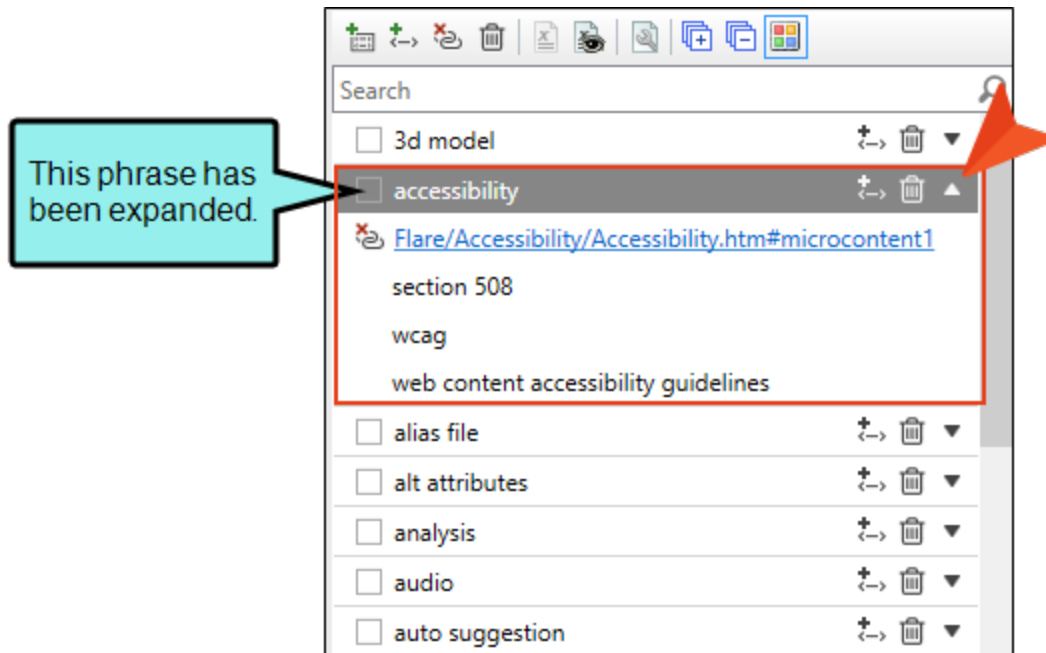 Search
3d model
This phrase has
been expanded.
accessibility
Flare/Accessibility/Accessibility.htm#microcontent1
section 508
wcag
web content accessibility guidelines
alias file
alt attributes
analysis
audio
auto suggestion